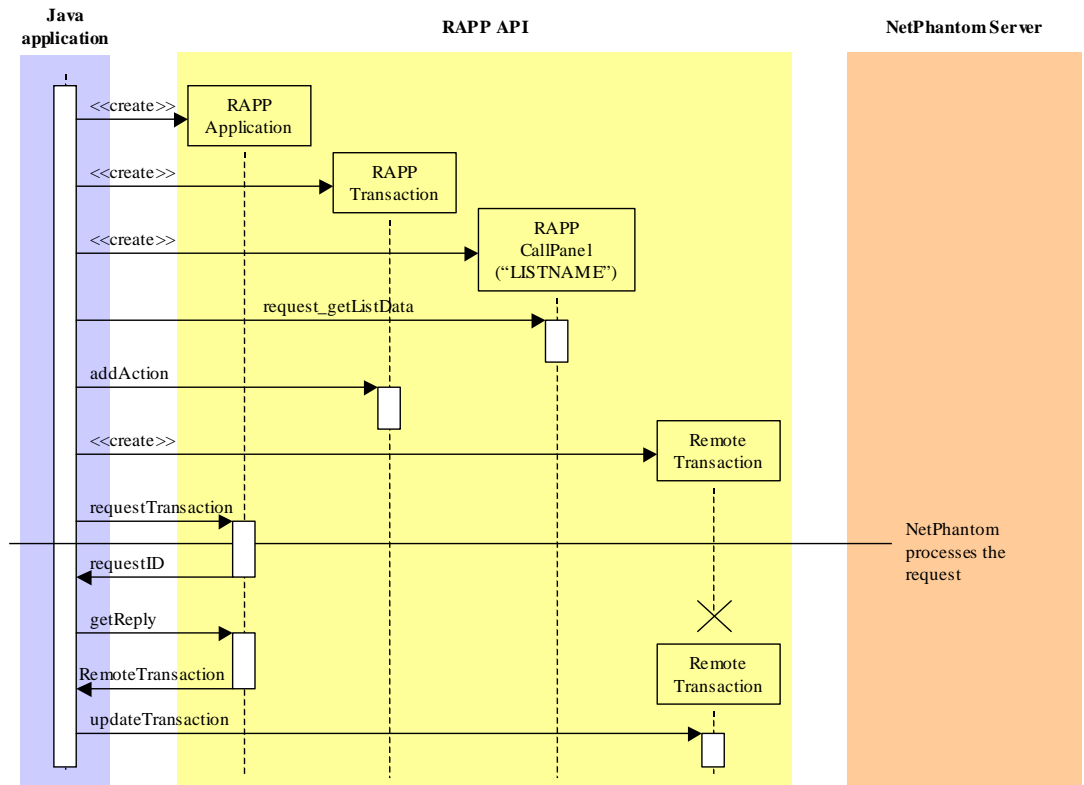 Java
application
RAPP API
NetPhantom Server
<<create>>
RAPP
Application
<<create>>
RAPP
Transaction
<<create>>
RAPP
CallPanel
(“LISTNAME”)
request_getListData
addAction
<<create>>
Remote
Transaction
requestTransaction
NetPhantom
processes the
request
requestID
getReply
Remote
Transaction
RemoteTransaction
updateTransaction